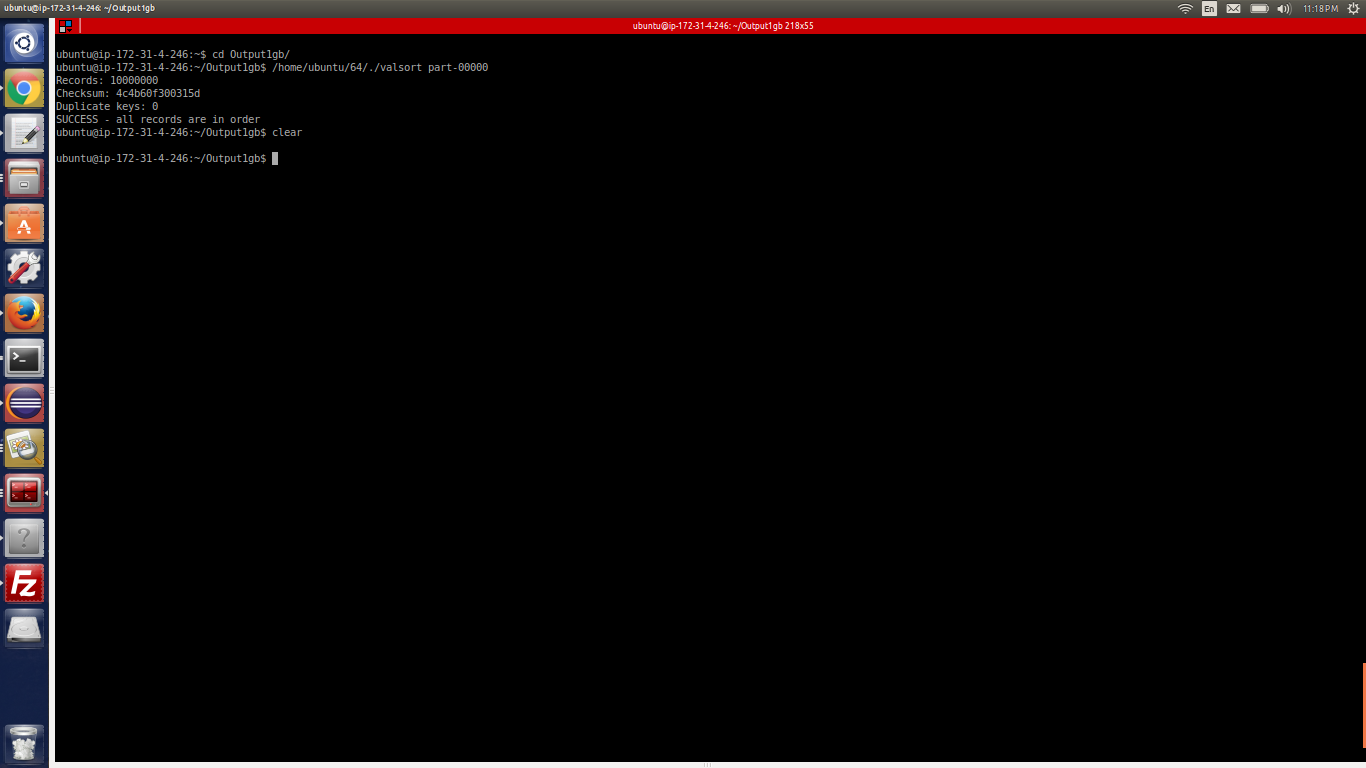 ubuntu@ip-172-31-4-246: ~/Output1gb
En
11:18 PM
ubuntu@ip-172-31-4-246: ~/Output1gb 218x55
ubuntu@ip-172-31-4-246:~$ cd Output1gb/
ubuntu@ip-172-31-4-246:~/Output1gb$ /home/ubuntu/64/./valsort part-00000
Records: 10000000
Checksum: 4c4b60f300315d
Duplicate keys: 0
SUCCESS - all records are in order
ubuntu@ip-172-31-4-246:~/Output1gb$ clear
ubuntu@ip-172-31-4-246:~/Output1gb$